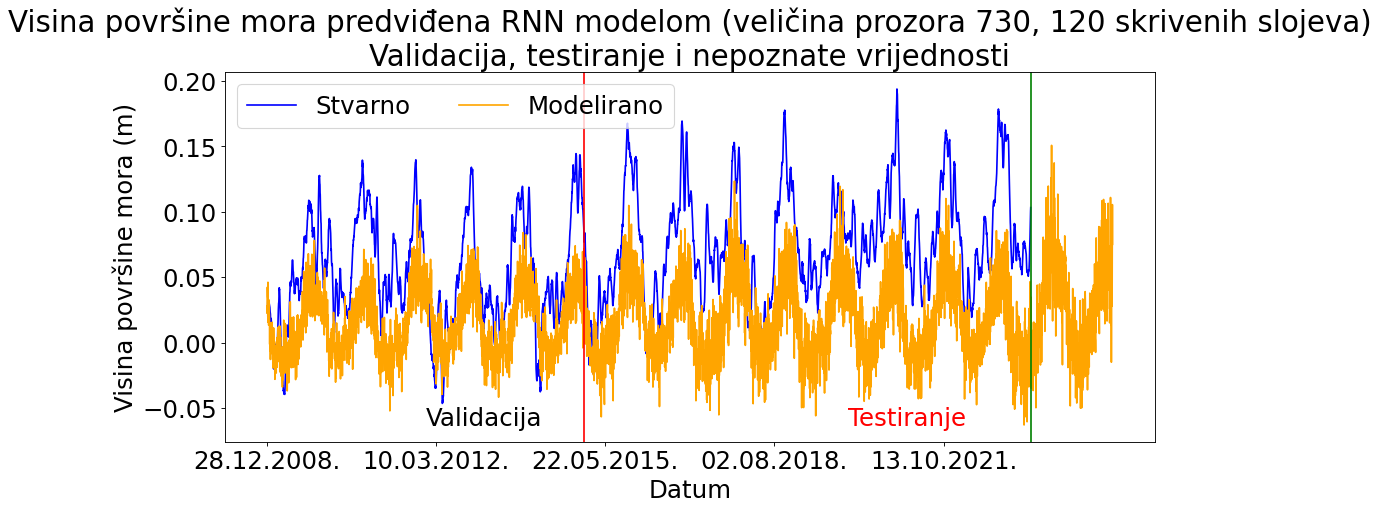 Visina površine mora predviđena RNN modelom (veličina prozora 730, 120 skrivenih slojeva)
Validacija, testiranje i nepoznate vrijednosti
Stvarno
Modelirano
Visina površine mora (m)
0.20
0.15
0.10
0.05
0.00
−0.05
Validacija
Testiranje
28.12.2008.
10.03.2012.
22.05.2015.
02.08.2018.
13.10.2021.
Datum